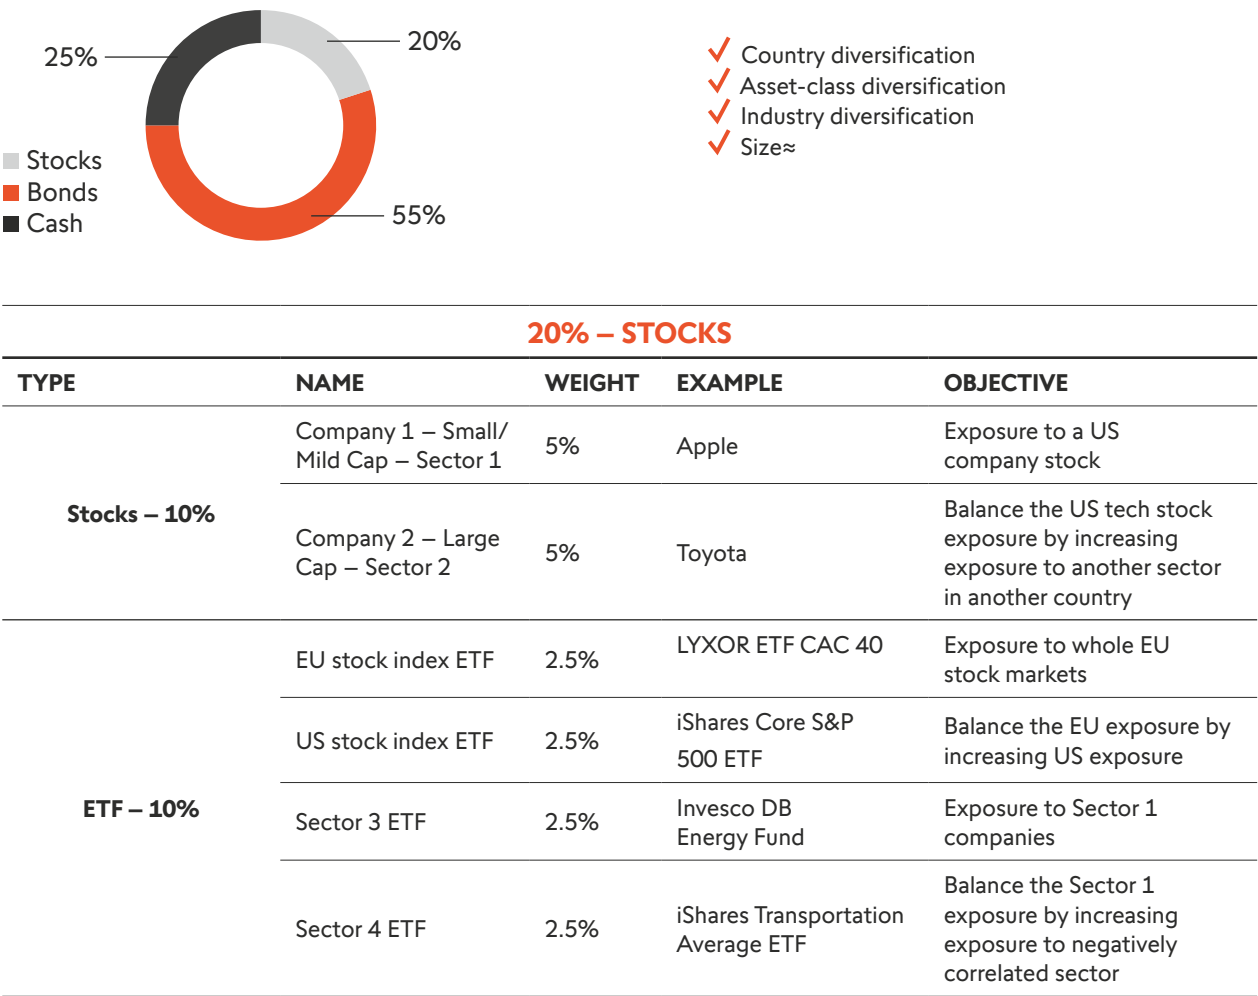 25%
20%
55%
Stocks
Bonds
Cash
Country diversification
Asset-class diversification
Industry diversification
Size≈
20% – STOCKS
TYPE NAME WEIGHT EXAMPLE OBJECTIVE
Stocks – 10%
Company 1 – Small/
Mild Cap – Sector 1
5%
Apple
Exposure to a US
company stock
Company 2 – Large
Cap – Sector 2
5%
Toyota
Balance the US tech stock
exposure by increasing
exposure to another sector
in another country
ETF – 10%
EU stock index ETF
2.5%
LYXOR ETF CAC 40
Exposure to whole EU
stock markets
US stock index ETF
2.5%
iShares Core S&P
500 ETF
Balance the EU exposure by
increasing US exposure
Sector 3 ETF
2.5%
Invesco DB
Energy Fund
Exposure to Sector 1
companies
Sector 4 ETF
2.5%
iShares Transportation
Average ETF
Balance the Sector 1
exposure by increasing
exposure to negatively
correlated sector